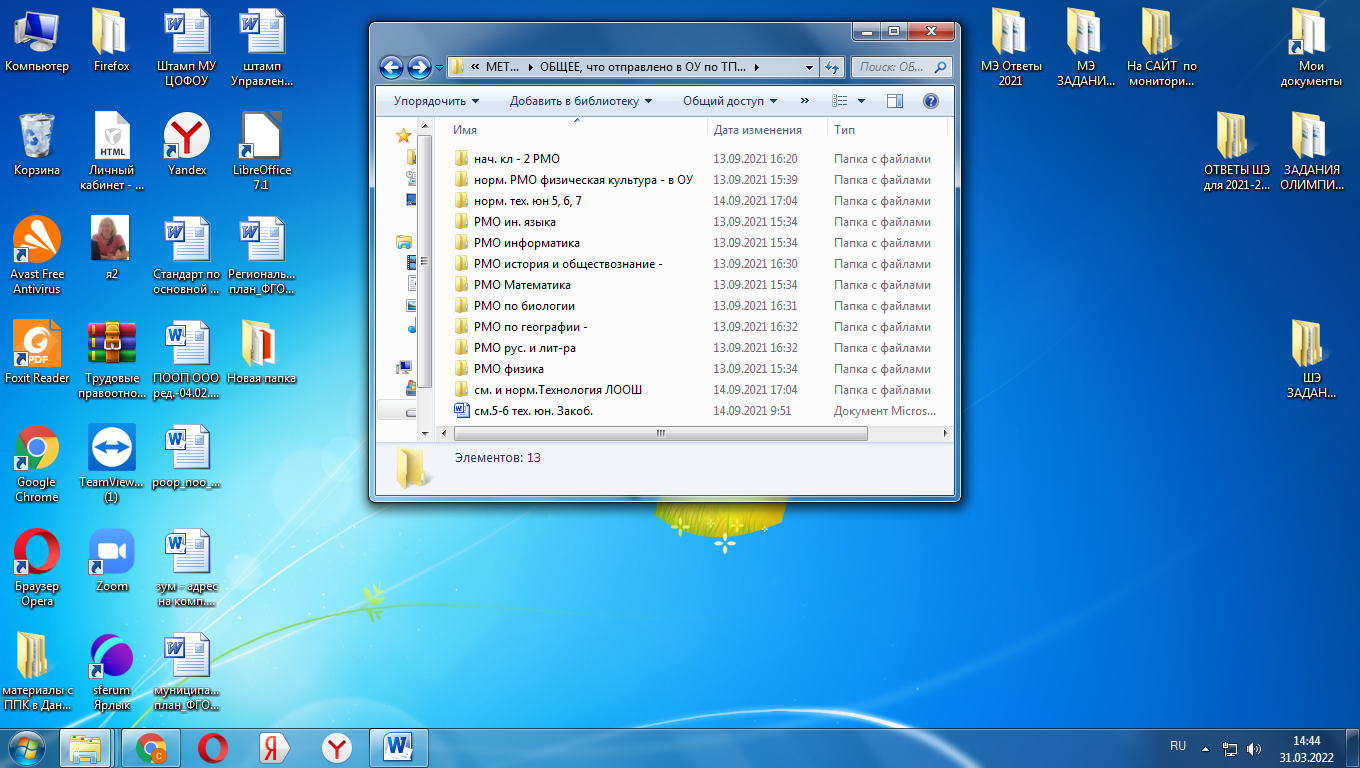 Компьютер
Firefox
Штамп МУ
ЦОФОУ
штамп
Управлен...
Корзина
HTML
Личный
кабинет - ...
Yandex
LibreOffice
7.1
Avast Free
Antivirus
я2
Стандарт по
основной ...
Региональ...
план_ФГО...
PDF
Foxit Reader
Трудовые
правоотно...
ПООП ООО
ред.-04.02....
Новая папка
Google
Chrome
TeamView...
(1)
poop_noo_...
Браузер
Opera
Zoom
зум - адрес
на комп....
материалы с
ППК в Дан...
sferum
Ярлык
муниципа...
план_ФГО...
« МЕТ... ОБЩЕЕ, что отправлено в ОУ по ТП...
Поиск: ОБ...
Упорядочить
Добавить в библиотеку
Общий доступ
»
Имя
Дата изменения
Тип
нач. кл - 2 РМО 13.09.2021 16:20 Папка с файлами
норм. РМО физическая культура - в ОУ 13.09.2021 15:39 Папка с файлами
норм. тех. юн 5, 6, 7 14.09.2021 17:04 Папка с файлами
РМО ин. языка 13.09.2021 15:34 Папка с файлами
РМО информатика 13.09.2021 15:34 Папка с файлами
РМО история и обществознание - 13.09.2021 16:30 Папка с файлами
РМО Математика 13.09.2021 15:34 Папка с файлами
РМО по биологии 13.09.2021 16:31 Папка с файлами
РМО по географии - 13.09.2021 16:32 Папка с файлами
РМО рус. и лит-ра 13.09.2021 16:32 Папка с файлами
РМО физика 13.09.2021 15:34 Папка с файлами
см. и норм.Технология ЛООШ 14.09.2021 17:04 Папка с файлами
см.5-6 тех. юн. Закоб. 14.09.2021 9:51 Документ Micros...
Элементов: 13
МЭ Ответы
2021
МЭ
ЗАДАНИ...
На САЙТ по
монитори...
Мои
документы
ОТВЕТЫ ШЭ
для 2021-2...
ЗАДАНИЯ
ОЛИМПИ...
ШЭ
ЗАДАН...
RU
14:44
31.03.2022